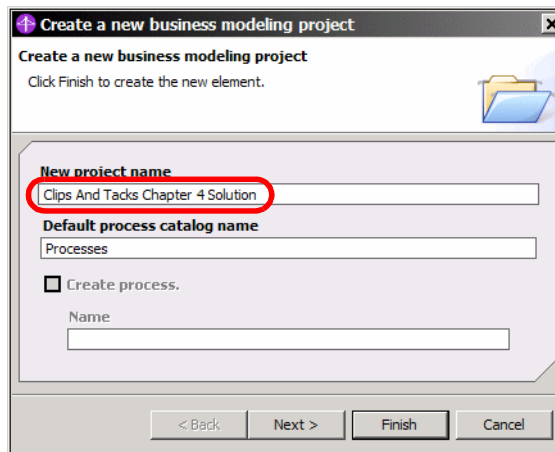 Create a new business modeling project
Create a new business modeling project
Click Finish to create the new element.
New project name
Clips And Tacks Chapter 4 Solution
Default process catalog name
Processes
Create process.
Name
< Back Next > Finish Cancel